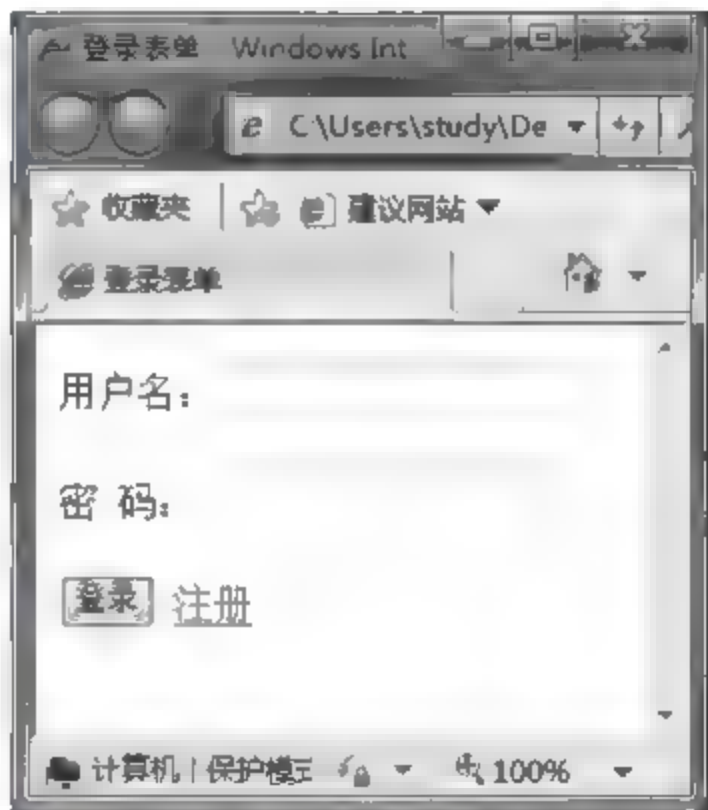 登录表单 Windows Int
C:\Users\study\De
收藏夹 建议网站
登录表单
用户名：
密 码：
登录 注册
计算机 | 保护模式 100%